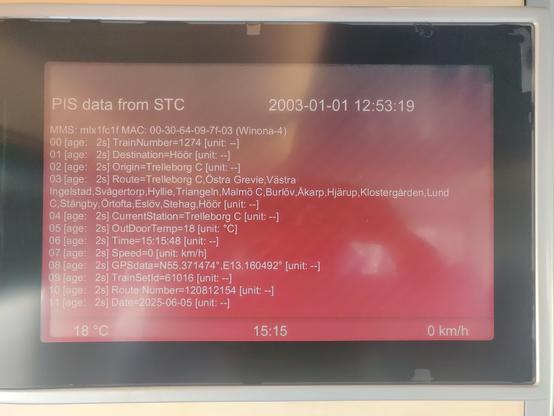 PIS data from STC 2003-01-01 12:53:19
MMS: mlx1fc1f MAC: 00-30-64-09-7f-03 (Winona-4)
00 [age: 2s] TrainNumber=1274 [unit: --]
01 [age: 2s] Destination=Höör [unit: --]
02 [age: 2s] Origin=Trelleborg C [unit: --]
03 [age: 2s] Route=Trelleborg C,Östra Grevie,Västra
Ingelstad,Svågertorp,Hyllie,Triangeln,Malmö C,Burlöv,Åkarp,Hjärup,Klostergården,Lund
C,Stångby,Örtofta,Eslöv,Stehag,Höör [unit: --]
04 [age: 2s] CurrentStation=Trelleborg C [unit: --]
05 [age: 2s] OutDoorTemp=18 [unit: °C]
06 [age: 2s] Time=15:15:48 [unit: --]
07 [age: 2s] Speed=0 [unit: km/h]
08 [age: 2s] GPSdata=N55.371474°,E13.160492° [unit: --]
09 [age: 2s] TrainSetId=61016 [unit: --]
10 [age: 2s] Route Number=120812154 [unit: --]
11 [age: 2s] Date=2025-06-05 [unit: --]
18 °C 15:15 0 km/h